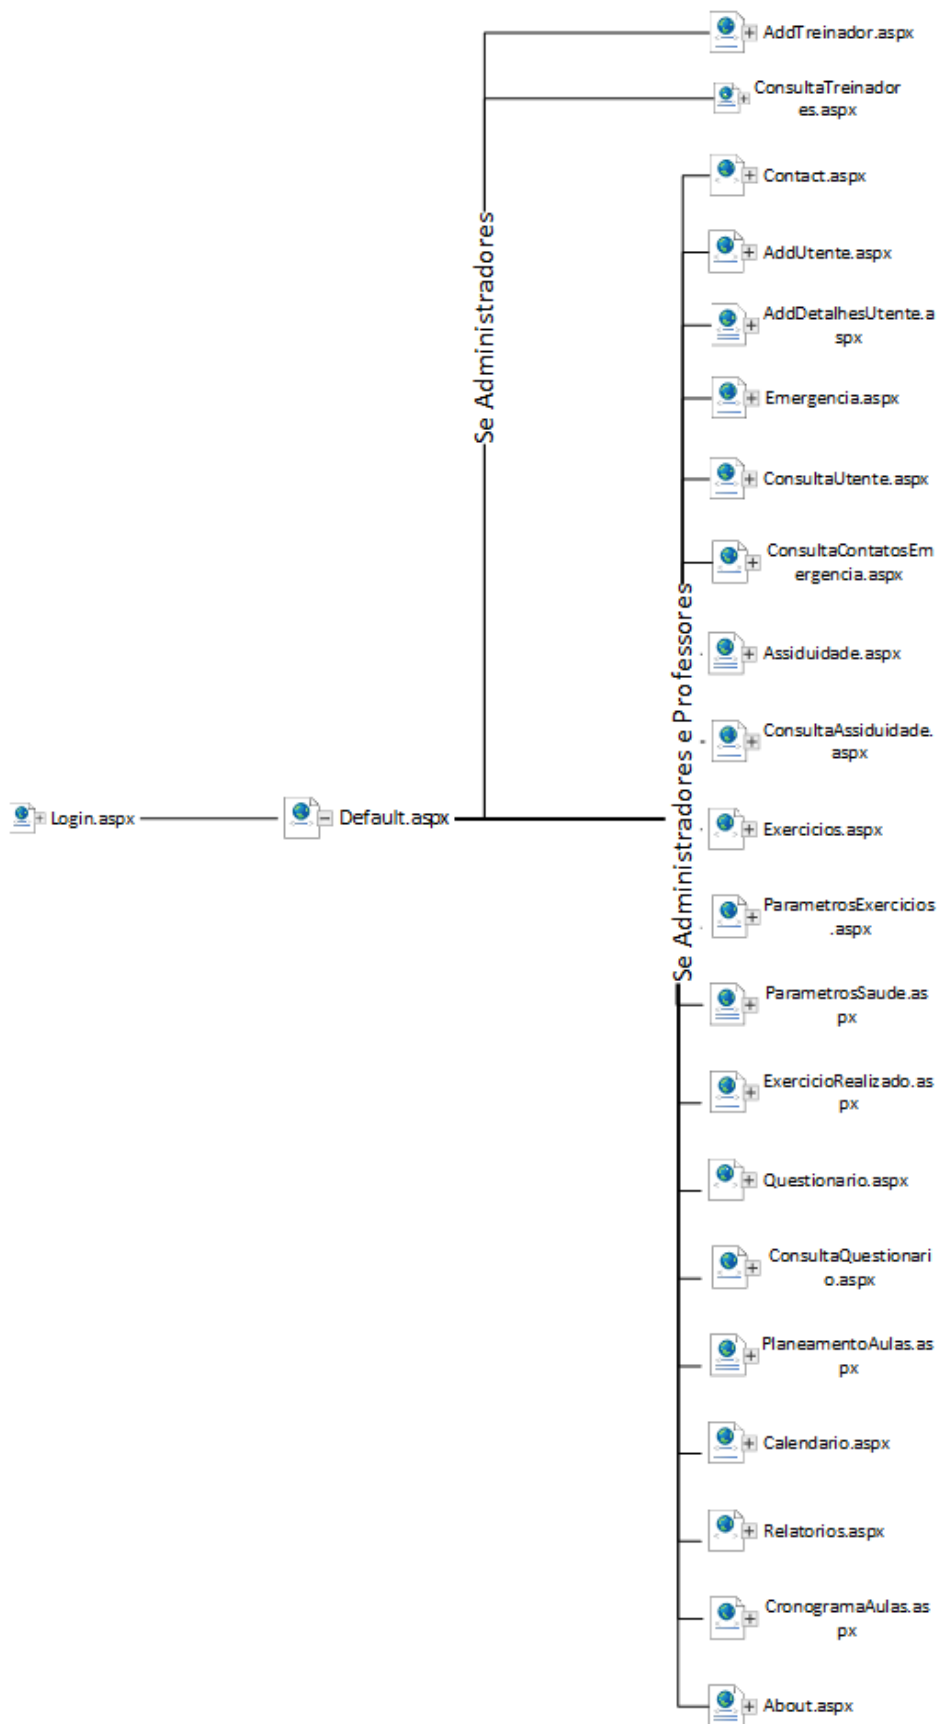 AddTreinador.aspx
ConsultaTreinador
es.aspx
Contact.aspx
Se Administradores
AddUtente.aspx
AddDetalhesUtente.a
spx
Emergencia.aspx
ConsultaUtente.aspx
ConsultaContatosEm
ergencia.aspx
Se Administradores e Professores
Assiduidade.aspx
ConsultaAssiduidade.
aspx
Login.aspx
Default.aspx
Exercicios.aspx
ParametrosExercicios
.aspx
ParametrosSaude.as
px
ExercicioRealizado.as
px
Questionario.aspx
ConsultaQuestionari
o.aspx
PlaneamentoAulas.as
px
Calendario.aspx
Relatorios.aspx
CronogramaAulas.as
px
About.aspx